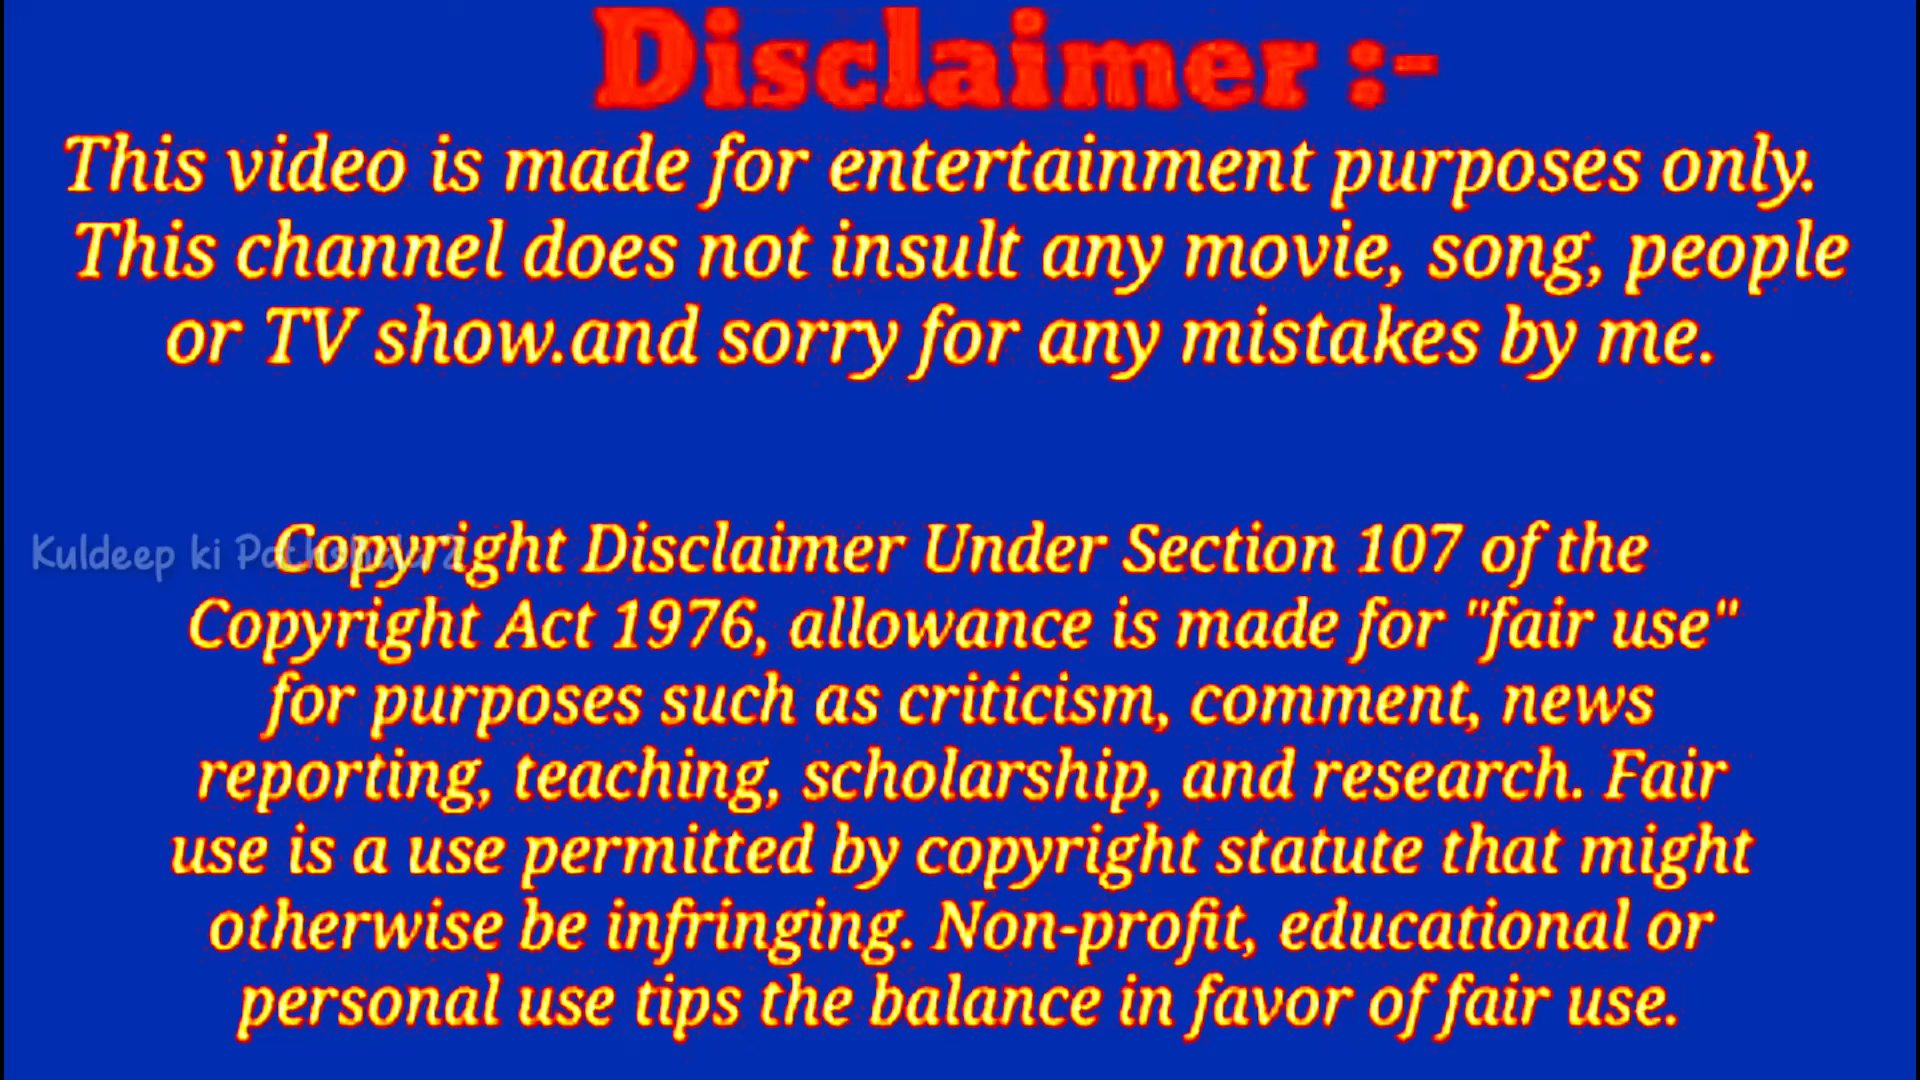 Disclaimer :-
This video is made for entertainment purposes only.
This channel does not insult any movie, song, people
or TV show.and sorry for any mistakes by me.
Kuldeep ki
Copyright Disclaimer Under Section 107 of the
Copyright Act 1976, allowance is made for "fair use"
for purposes such as criticism, comment, news
reporting, teaching, scholarship, and research. Fair
use is a use permitted by copyright statute that might
otherwise be infringing. Non-profit, educational or
personal use tips the balance in favor of fair use.